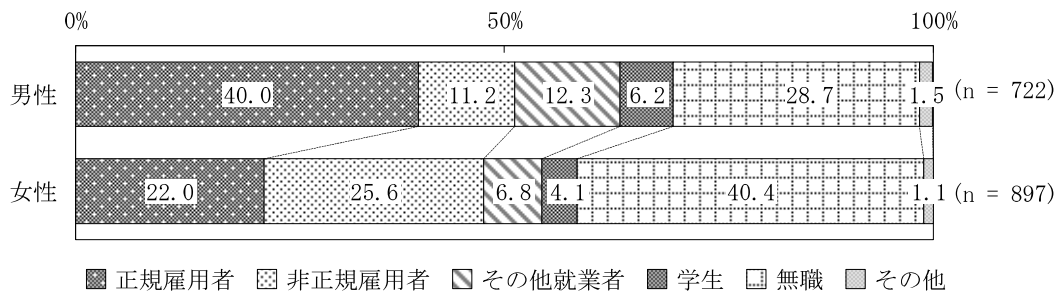 0% 50% 100%
男性 40.0 11.2 12.3 6.2 28.7 1.5 (n = 722)
女性 22.0 25.6 6.8 4.1 40.4 1.1 (n = 897)
正規雇用者 非正規雇用者 その他就業者 学生 無職 その他